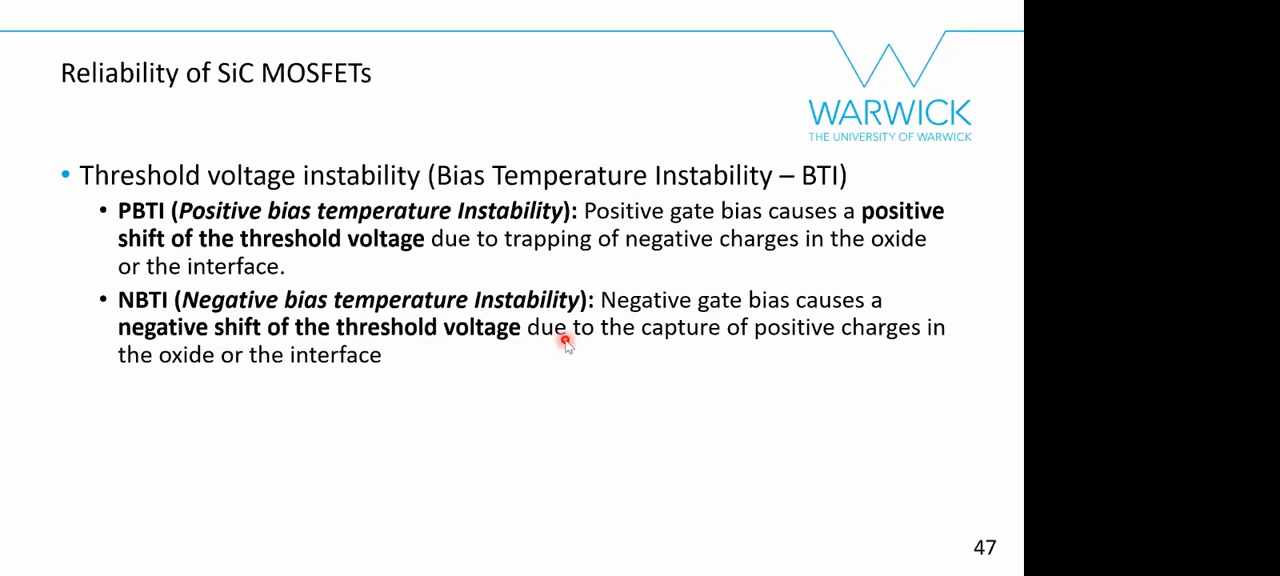 Reliability of SiC MOSFETs
WARWICK
THE UNIVERSITY OF WARWICK
• Threshold voltage instability (Bias Temperature Instability – BTI)
• PBTI (Positive bias temperature Instability): Positive gate bias causes a positive
shift of the threshold voltage due to trapping of negative charges in the oxide
or the interface.
• NBTI (Negative bias temperature Instability): Negative gate bias causes a
negative shift of the threshold voltage due to the capture of positive charges in
the oxide or the interface
47